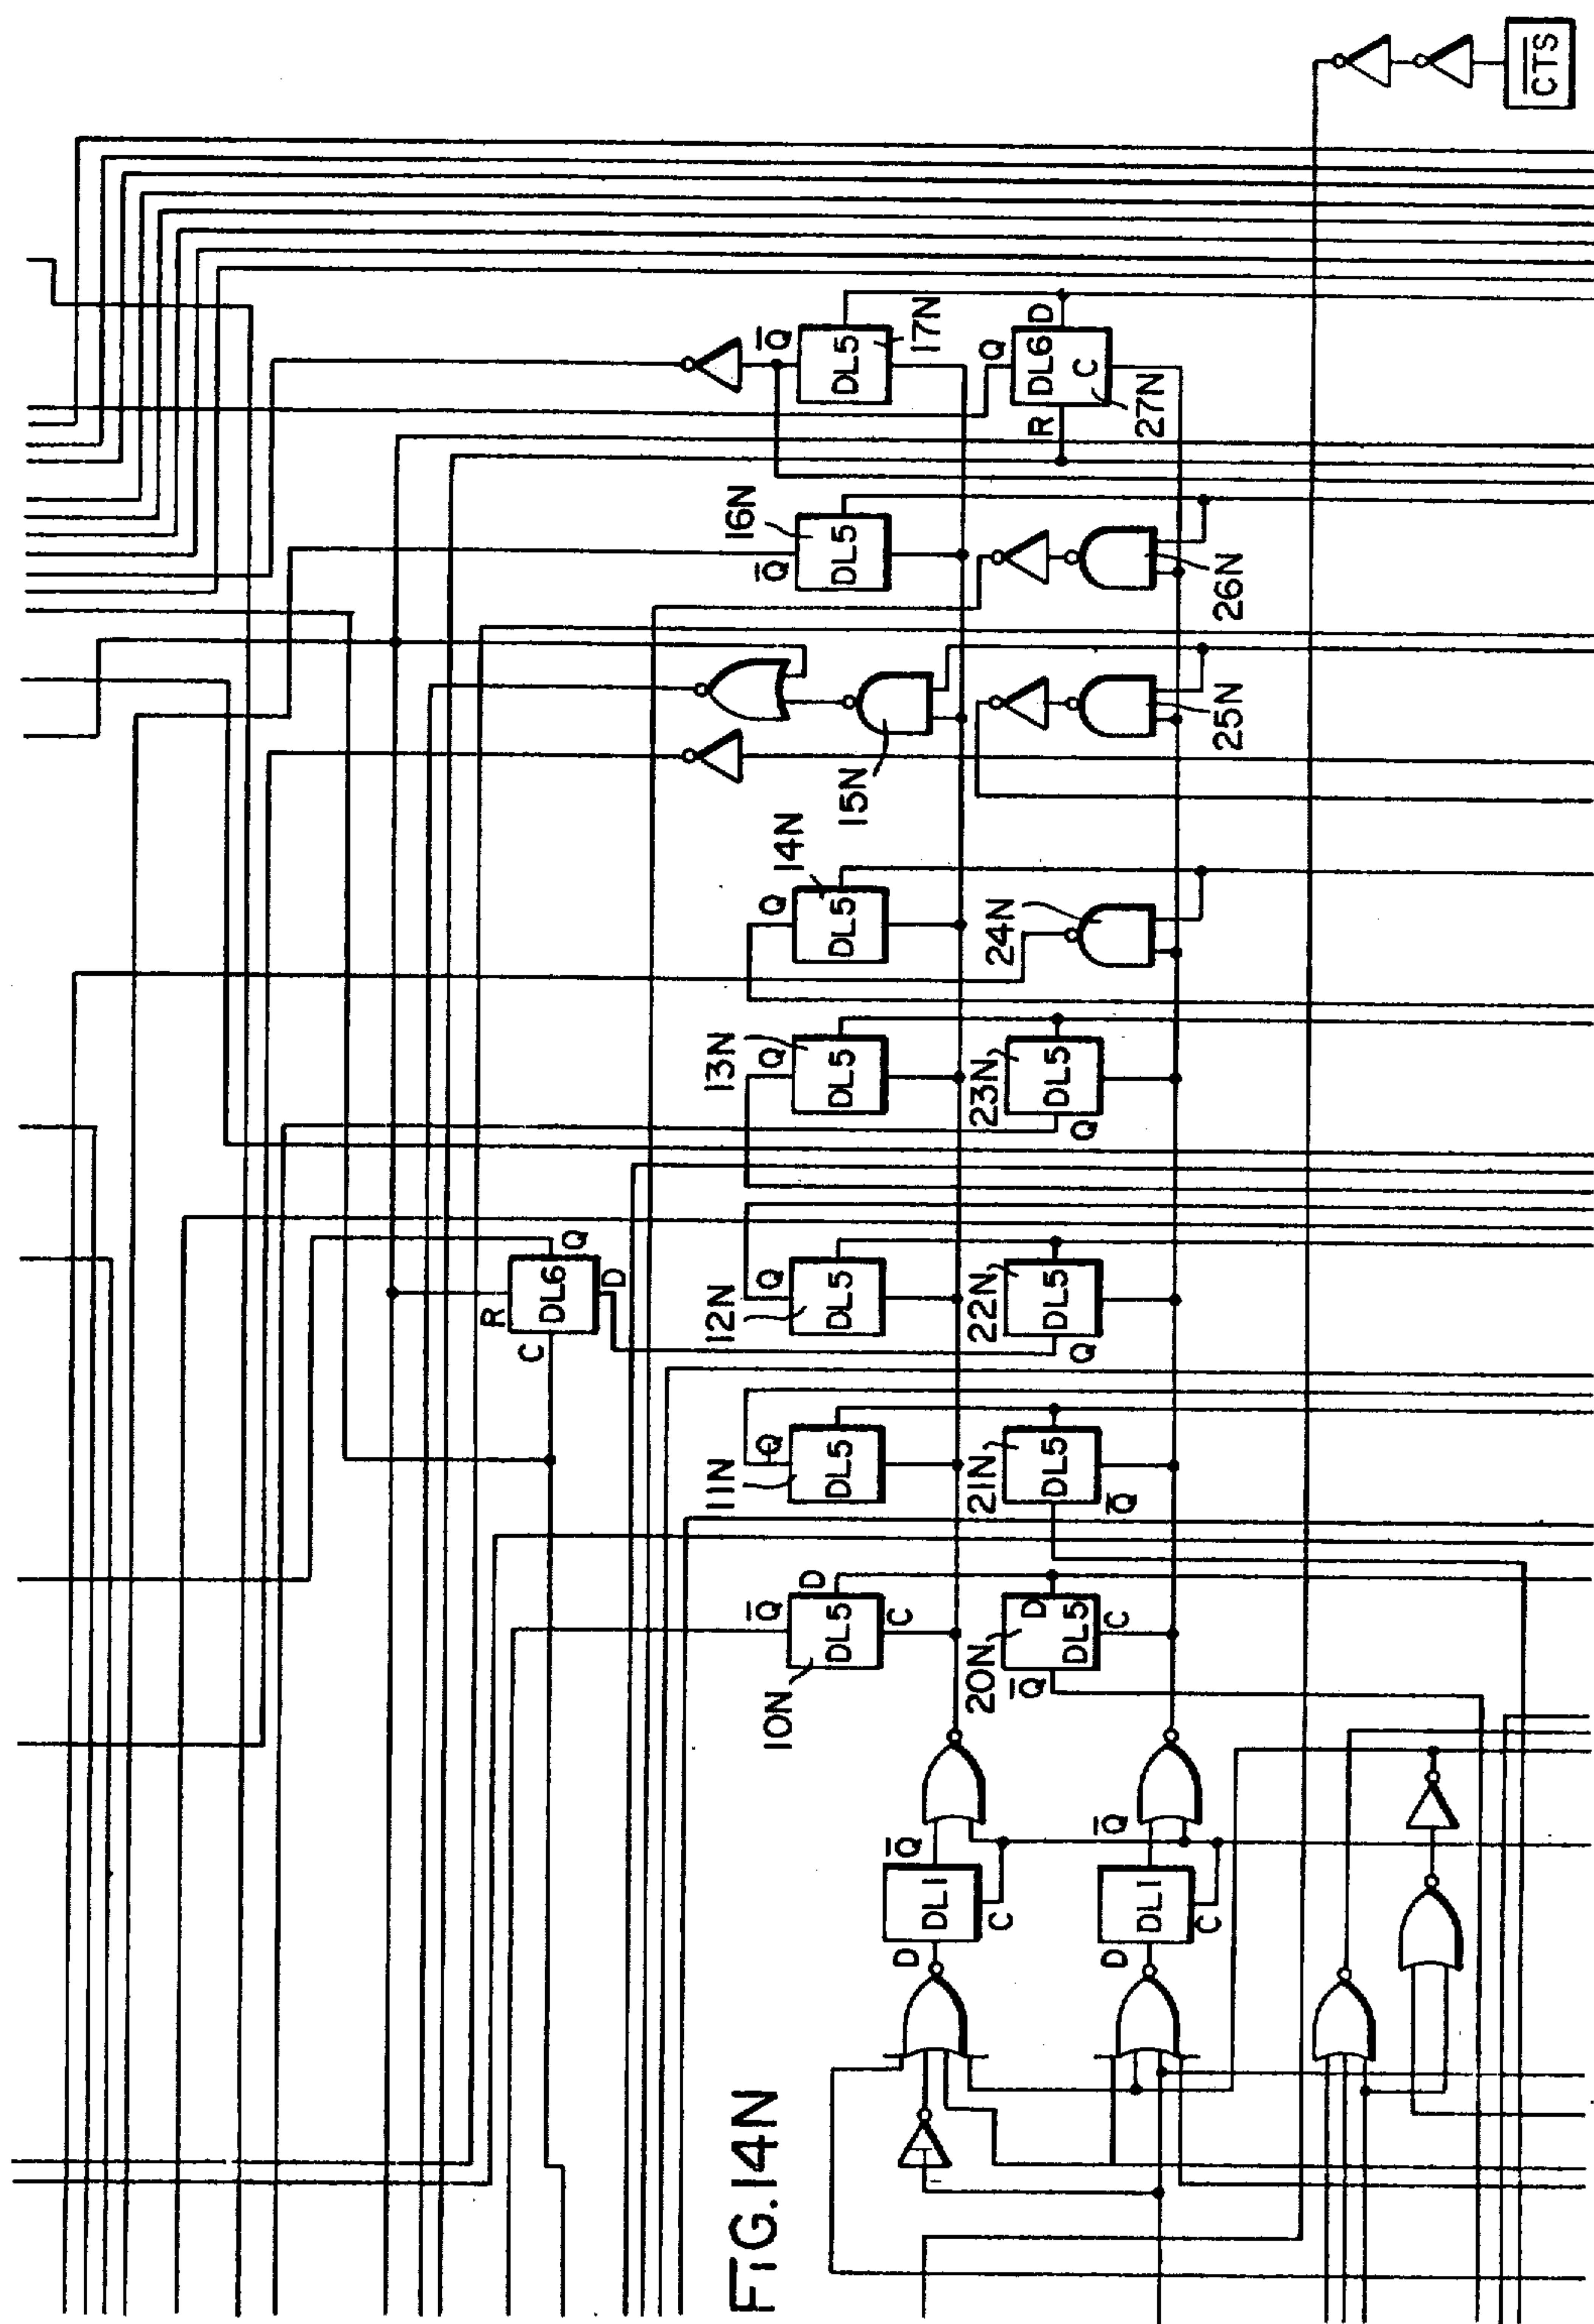 CTS
Q̅
DL5
17N
Q
DL6
D
C
R
27N
16N
Q̅
DL5
26N
15N
25N
14N
Q
DL5
24N
13N
Q
DL5
23N
DL5
Q
R
DL6
Q
D
C
12N
Q
DL5
22N
DL5
Q
11N
Q
DL5
21N
DL5
Q̅
Q̅
D
DL5
C
10N
20N
D
DL5
C
Q̅
Q̅
DL1
C
D
Q̅
DL1
C
D
FIG.14N